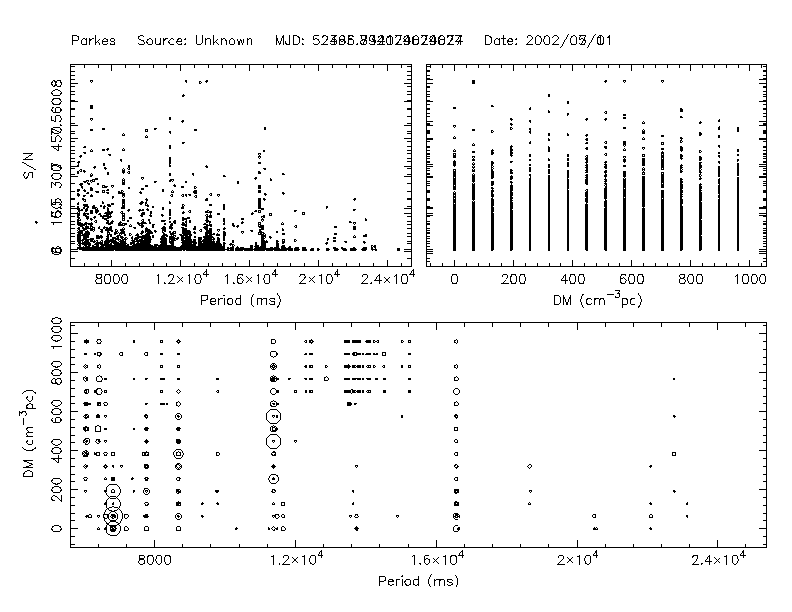 Parkes Source: Unknown MJD: Date: 2002/0
S/N
8000 1.2×10⁴ 1.6×10⁴ 2×10⁴ 2.4×10⁴
Period (ms)
0 200 400 600 800 1000
DM (cm⁻³pc)
DM (cm⁻³pc)
0 200 400 600 800 1000
8000 1.2×10⁴ 1.6×10⁴ 2×10⁴ 2.4×10⁴
Period (ms)